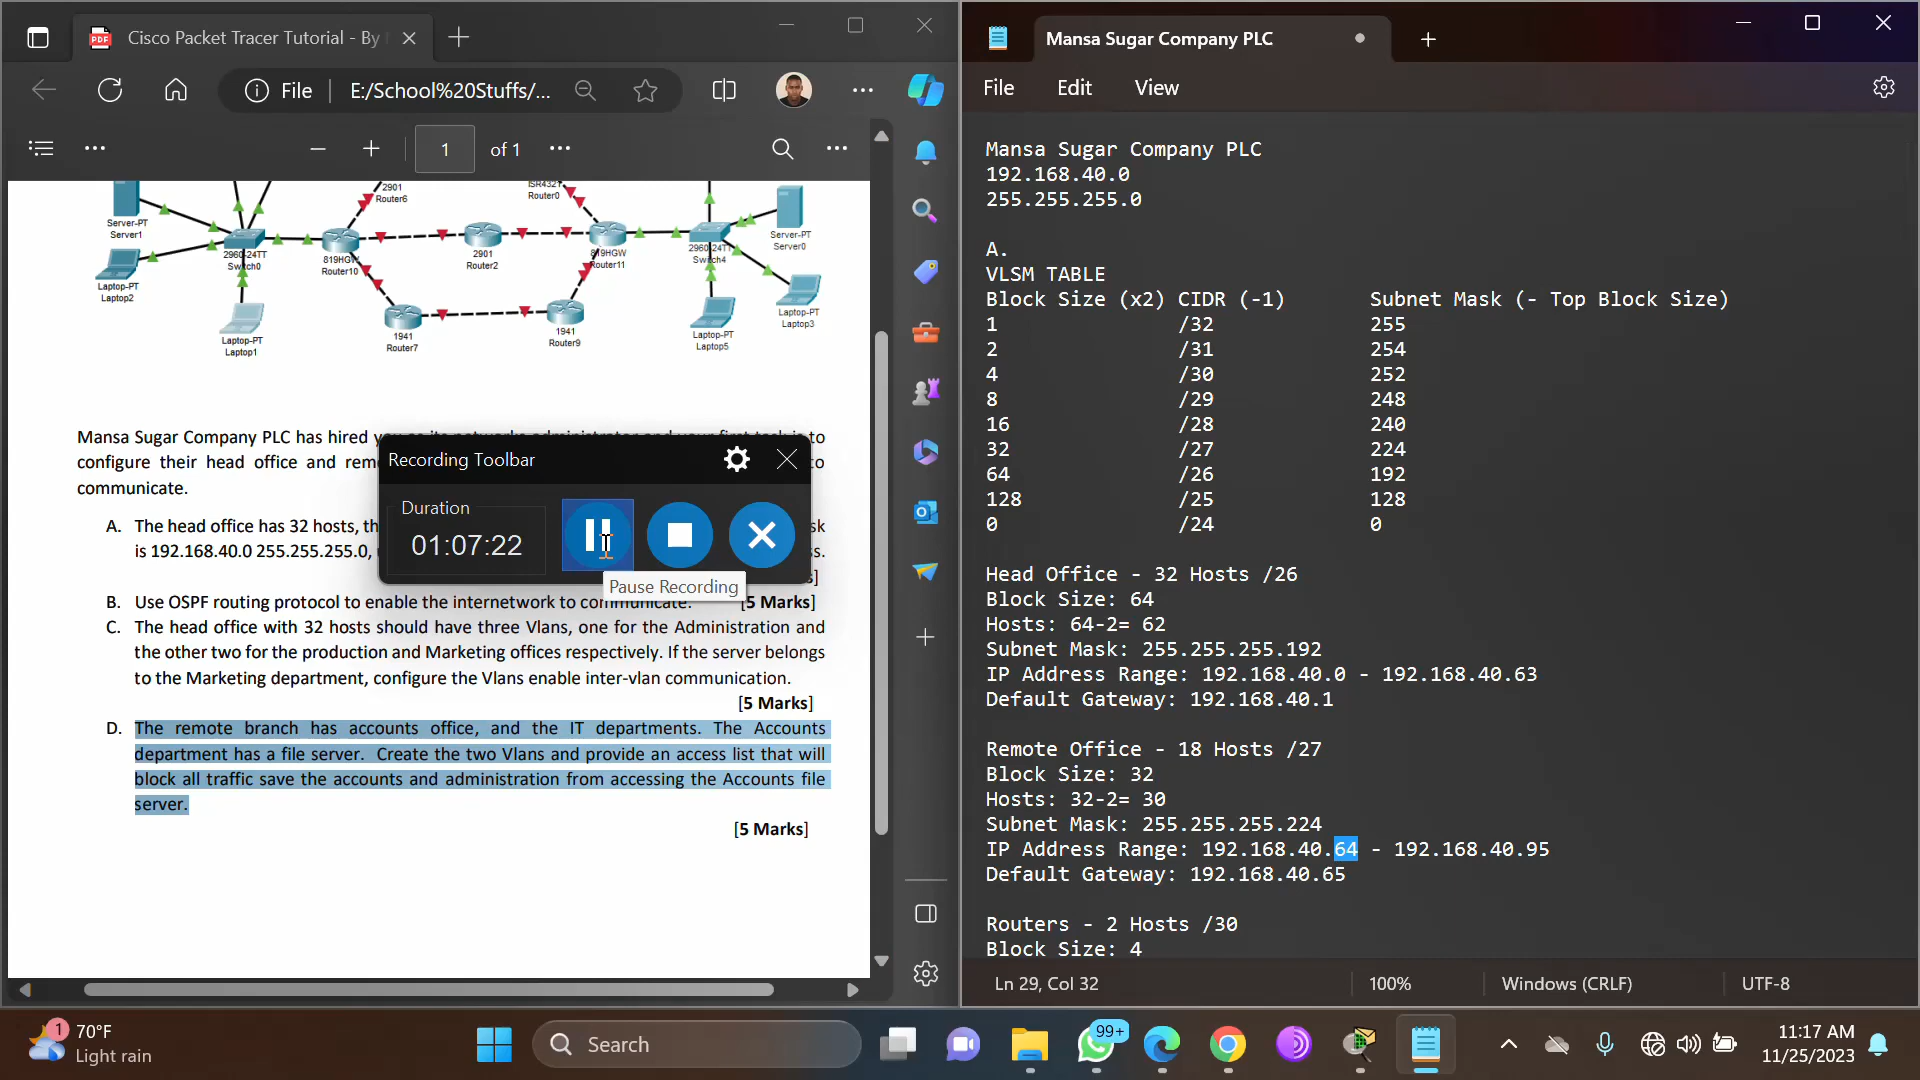 Cisco Packet Tracer Tutorial - By
File
E:/School%20Stuffs/...
1
of 1
2901
Router6
ISR4321
Router0
Server-PT
Server1
2960-24TT
Switch0
819HGW
Router10
2901
Router2
819HGW
Router11
2960-24TT
Switch4
Server-PT
Server0
Laptop-PT
Laptop2
Laptop-PT
Laptop1
1941
Router7
1941
Router9
Laptop-PT
Laptop5
Laptop-PT
Laptop3
Mansa Sugar Company PLC has hired to
configure their head office and to
communicate.
A. The head office has 32 hosts,
is 192.168.40.0 255.255.255.0,
B. Use OSPF routing protocol to enable the internetwork to communicate. [5 Marks]
C. The head office with 32 hosts should have three Vlans, one for the Administration and
the other two for the production and Marketing offices respectively. If the server belongs
to the Marketing department, configure the Vlans enable inter-vlan communication.
[5 Marks]
D. The remote branch has accounts office, and the IT departments. The Accounts
department has a file server. Create the two Vlans and provide an access list that will
block all traffic save the accounts and administration from accessing the Accounts file
server.
[5 Marks]
Recording Toolbar
Duration
01:07:22
Pause Recording
Mansa Sugar Company PLC
File
Edit
View
Mansa Sugar Company PLC
192.168.40.0
255.255.255.0
A.
VLSM TABLE
Block Size (x2) CIDR (-1) Subnet Mask (- Top Block Size)
1 /32 255
2 /31 254
4 /30 252
8 /29 248
16 /28 240
32 /27 224
64 /26 192
128 /25 128
0 /24 0
Head Office - 32 Hosts /26
Block Size: 64
Hosts: 64-2= 62
Subnet Mask: 255.255.255.192
IP Address Range: 192.168.40.0 - 192.168.40.63
Default Gateway: 192.168.40.1
Remote Office - 18 Hosts /27
Block Size: 32
Hosts: 32-2= 30
Subnet Mask: 255.255.255.224
IP Address Range: 192.168.40.64 - 192.168.40.95
Default Gateway: 192.168.40.65
Routers - 2 Hosts /30
Block Size: 4
Ln 29, Col 32
100%
Windows (CRLF)
UTF-8
1
70°F
Light rain
Search
99+
11:17 AM
11/25/2023